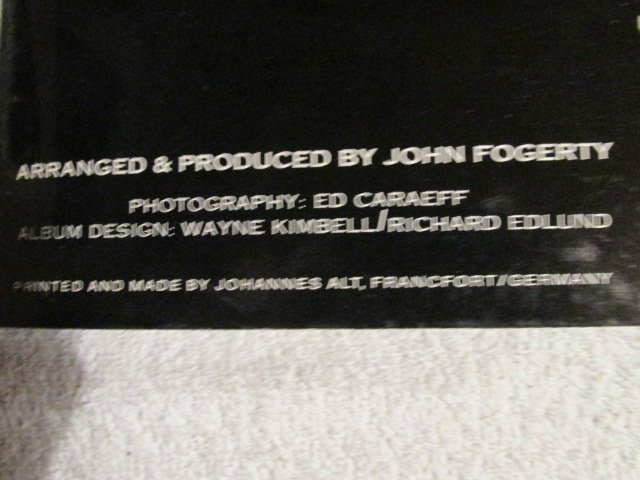 ARRANGED & PRODUCED BY JOHN FOGERTY
PHOTOGRAPHY: ED CARAEFF
ALBUM DESIGN: WAYNE KIMBELL/RICHARD EDLUND
PRINTED AND MADE BY JOHANNES ALT, FRANCFORT/GERMANY